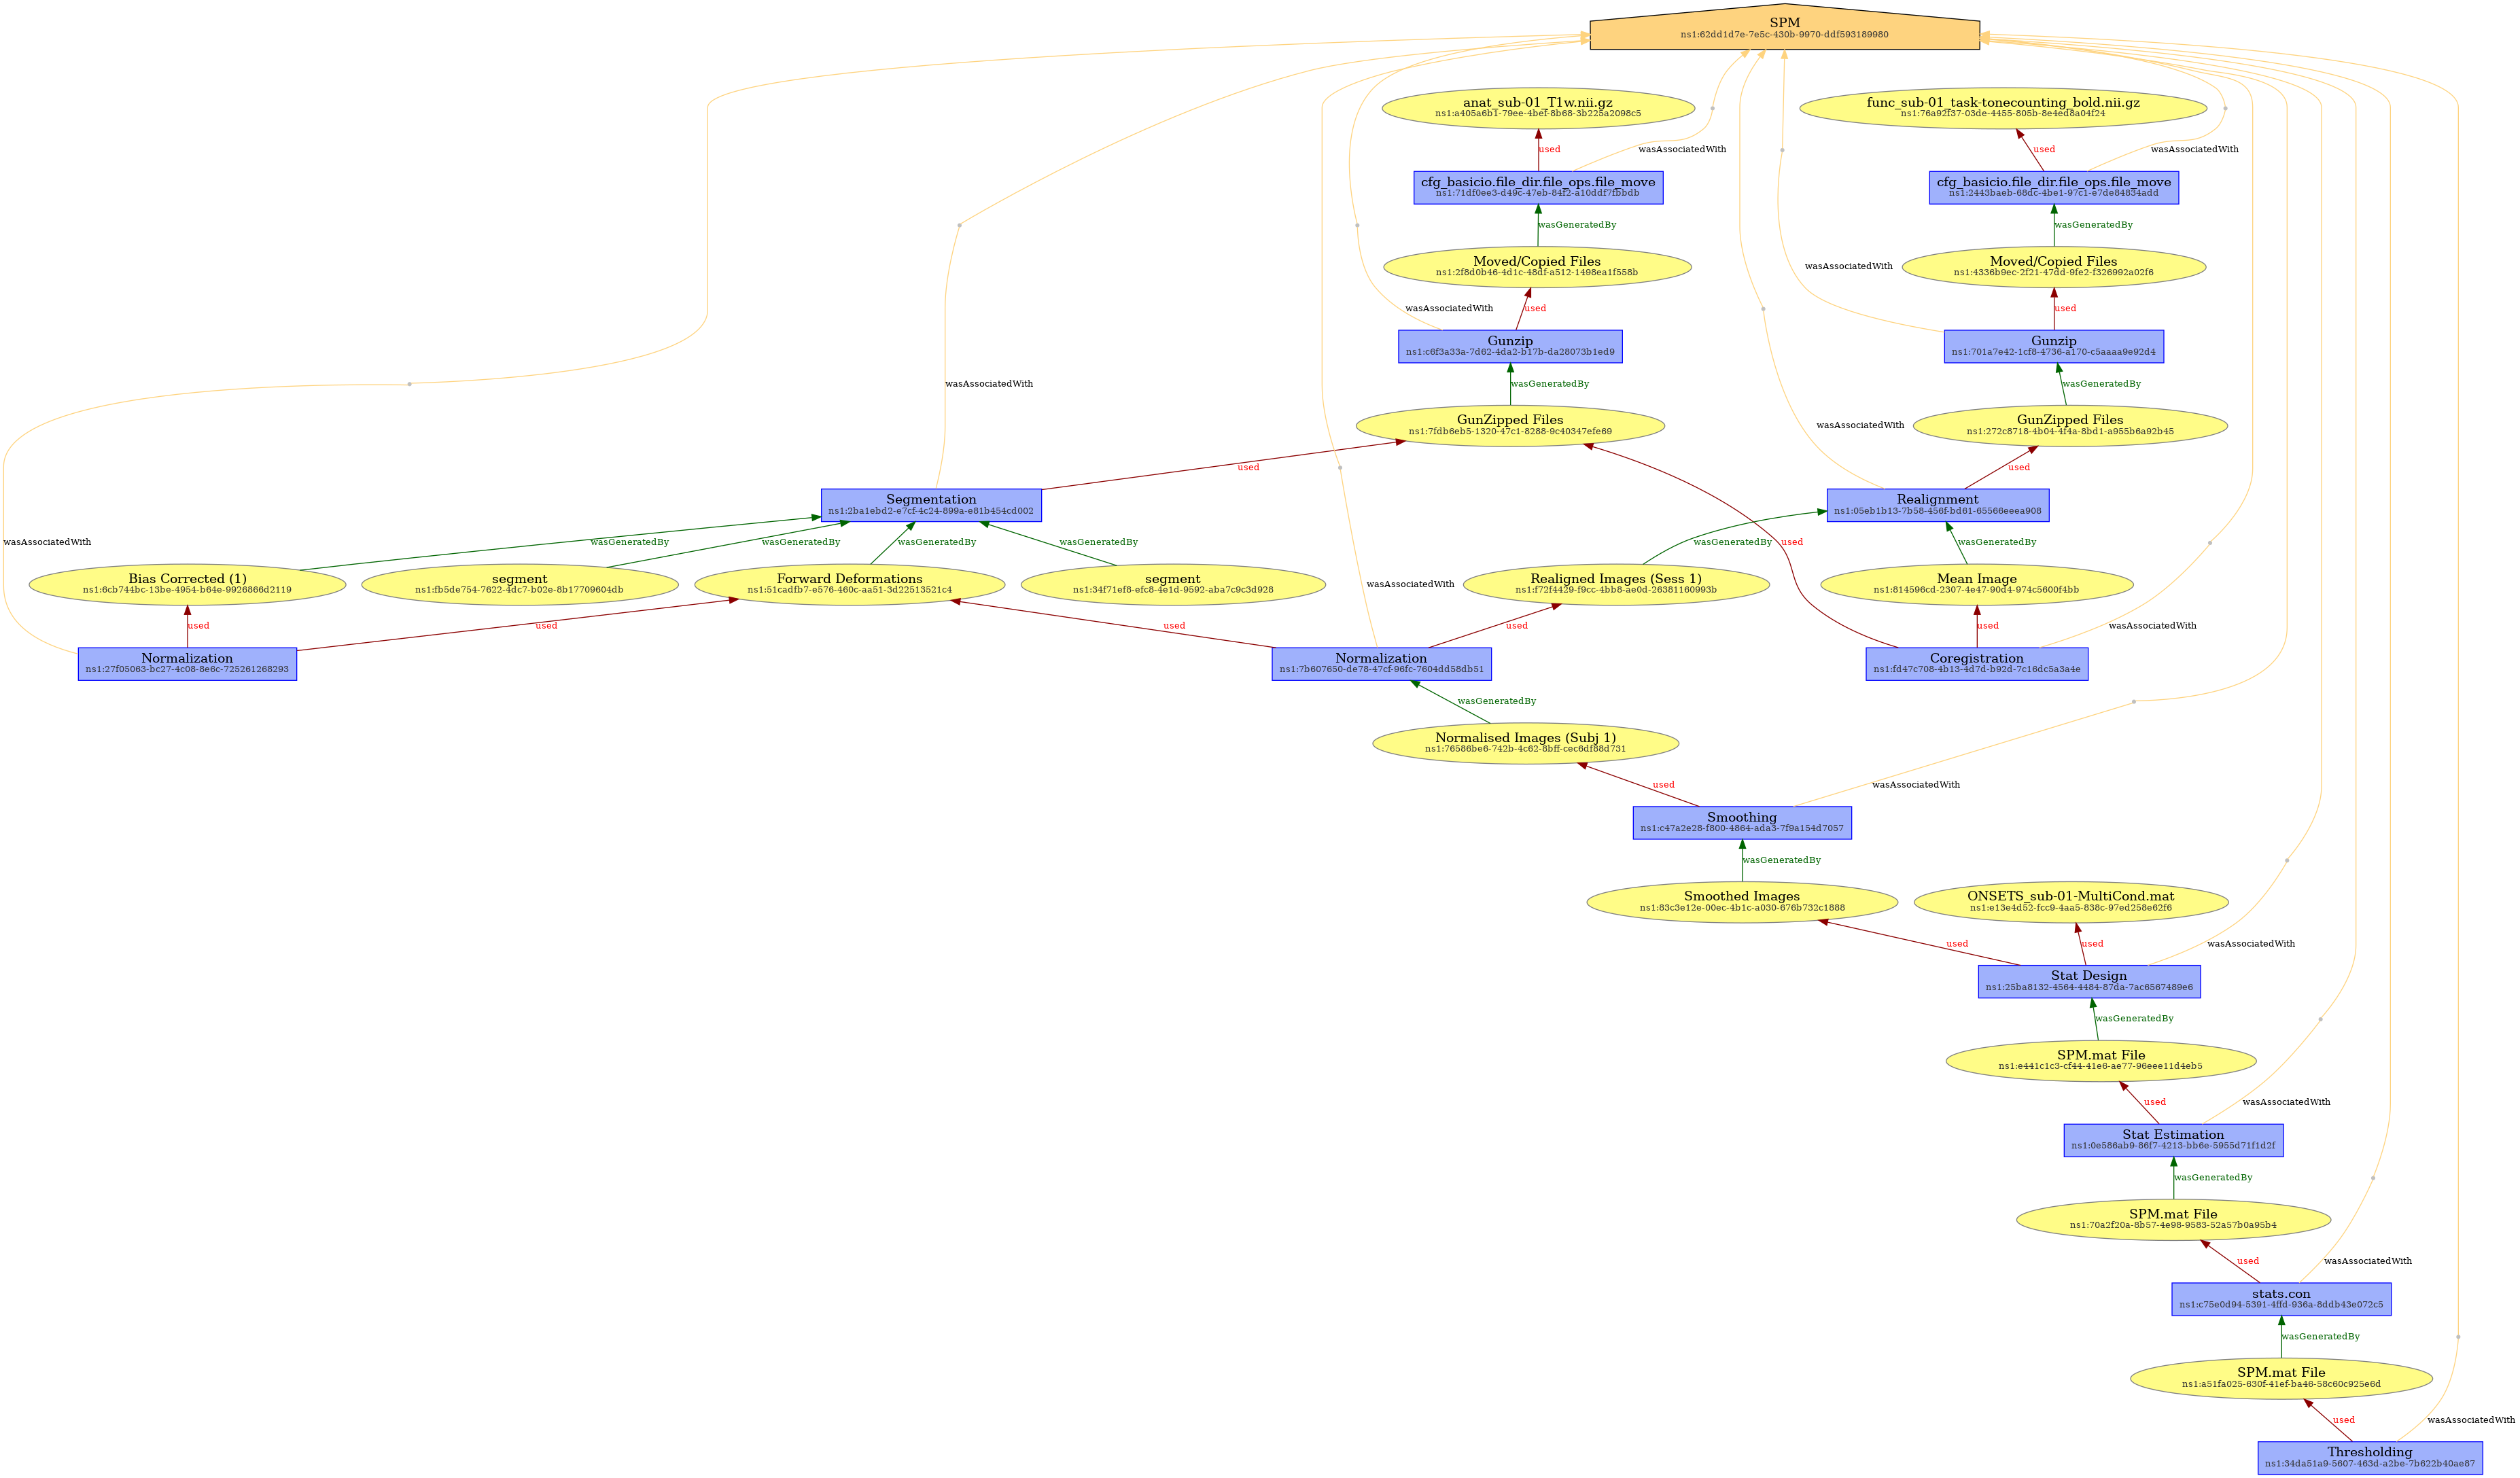 SPM
ns1:62dd1d7e-7e5c-430b-9970-ddf593189980
anat_sub-01_T1w.nii.gz
ns1:a405a6b1-79ee-4bef-8b68-3b225a2098c5
func_sub-01_task-tonecounting_bold.nii.gz
ns1:76a92f37-03de-4455-805b-8e4ed8a04f24
used
wasAssociatedWith
used
wasAssociatedWith
cfg_basicio.file_dir.file_ops.file_move
ns1:71df0ee3-d49c-47eb-84f2-a10ddf7fbbdb
cfg_basicio.file_dir.file_ops.file_move
ns1:2443baeb-68dc-4be1-97c1-e7de84834add
wasGeneratedBy
wasGeneratedBy
Moved/Copied Files
ns1:2f8d0b46-4d1c-48df-a512-1498ea1f558b
wasAssociatedWith
Moved/Copied Files
ns1:4336b9ec-2f21-47dd-9fe2-f326992a02f6
wasAssociatedWith
used
used
Gunzip
ns1:c6f3a33a-7d62-4da2-b17b-da28073b1ed9
Gunzip
ns1:701a7e42-1cf8-4736-a170-c5aaaa9e92d4
wasAssociatedWith
wasGeneratedBy
wasGeneratedBy
GunZipped Files
ns1:7fdb6eb5-1320-47c1-8288-9c40347efe69
wasAssociatedWith
GunZipped Files
ns1:272c8718-4b04-4f4a-8bd1-a955b6a92b45
used
used
Segmentation
ns1:2ba1ebd2-e7cf-4c24-899a-e81b454cd002
Realignment
ns1:05eb1b13-7b58-456f-bd61-65566eeea908
wasAssociatedWith
wasGeneratedBy
wasGeneratedBy
wasGeneratedBy
wasGeneratedBy
wasGeneratedBy
used
wasGeneratedBy
Bias Corrected (1)
ns1:6cb744bc-13be-4954-b64e-9926866d2119
segment
ns1:fb5de754-7622-4dc7-b02e-8b17709604db
Forward Deformations
ns1:51cadfb7-e576-460c-aa51-3d22513521c4
segment
ns1:34f71ef8-efc8-4e1d-9592-aba7c9c3d928
wasAssociatedWith
Realigned Images (Sess 1)
ns1:f72f4429-f9cc-4bb8-ae0d-26381160993b
Mean Image
ns1:814596cd-2307-4e47-90d4-974c5600f4bb
used
used
used
used
used
wasAssociatedWith
Normalization
ns1:27f05063-bc27-4c08-8e6c-725261268293
Normalization
ns1:7b607650-de78-47cf-96fc-7604dd58db51
Coregistration
ns1:fd47c708-4b13-4d7d-b92d-7c16dc5a3a4e
wasGeneratedBy
Normalised Images (Subj 1)
ns1:76586be6-742b-4c62-8bff-cec6df88d731
used
wasAssociatedWith
Smoothing
ns1:c47a2e28-f800-4864-ada3-7f9a154d7057
wasGeneratedBy
Smoothed Images
ns1:83c3e12e-00ec-4b1c-a030-676b732c1888
ONSETS_sub-01-MultiCond.mat
ns1:e13e4d52-fcc9-4aa5-838c-97ed258e62f6
used
used
wasAssociatedWith
Stat Design
ns1:25ba8132-4564-4484-87da-7ac6567489e6
wasGeneratedBy
SPM.mat File
ns1:e441c1c3-cf44-41e6-ae77-96eee11d4eb5
used
wasAssociatedWith
Stat Estimation
ns1:0e586ab9-86f7-4213-bb6e-5955d71f1d2f
wasGeneratedBy
SPM.mat File
ns1:70a2f20a-8b57-4e98-9583-52a57b0a95b4
used
wasAssociatedWith
stats.con
ns1:c75e0d94-5391-4ffd-936a-8ddb43e072c5
wasGeneratedBy
SPM.mat File
ns1:a51fa025-630f-41ef-ba46-58c60c925e6d
used
wasAssociatedWith
Thresholding
ns1:34da51a9-5607-463d-a2be-7b622b40ae87